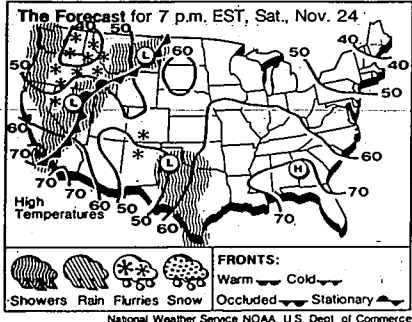 The Forecast for 7 p.m. EST, Sat., Nov. 24
40 50 L 60 50 40 40
50 50
L
60 60
70 L H 70
70 70 60 50 50 60 70
High
Temperatures
FRONTS:
Warm Cold
Showers Rain Flurries Snow Occluded Stationary
National Weather Service NOAA, U.S. Dept. of Commerce